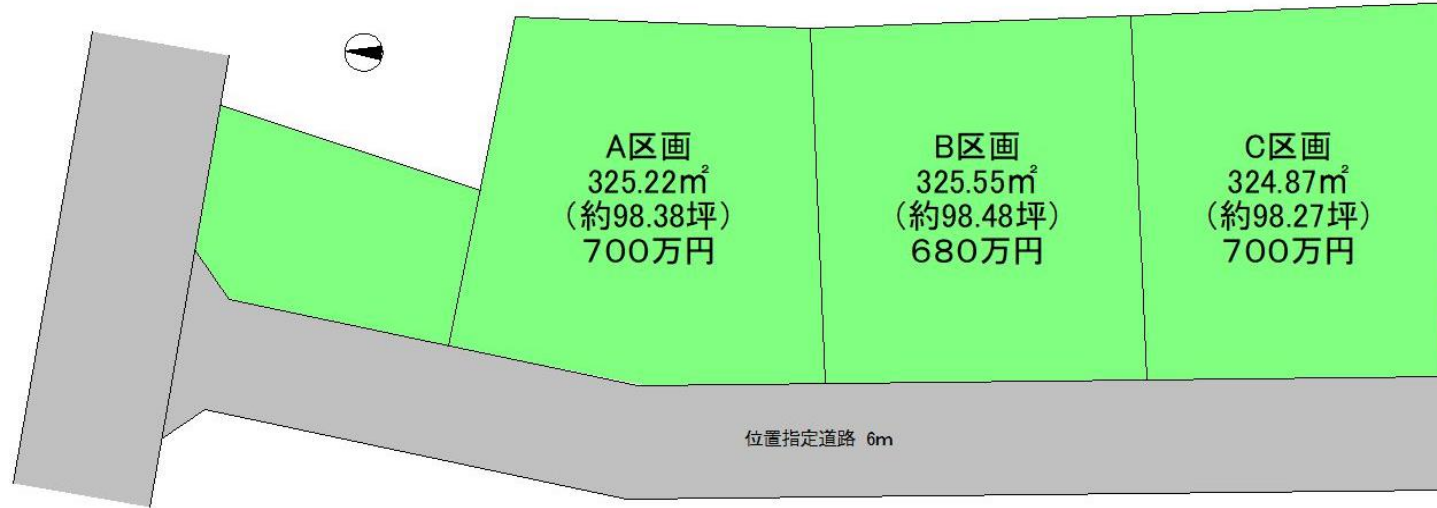 A区画
325.22㎡
（約98.38坪）
７００万円
B区画
325.55㎡
（約98.48坪）
６８０万円
C区画
324.87㎡
（約98.27坪）
７００万円
位置指定道路 6m